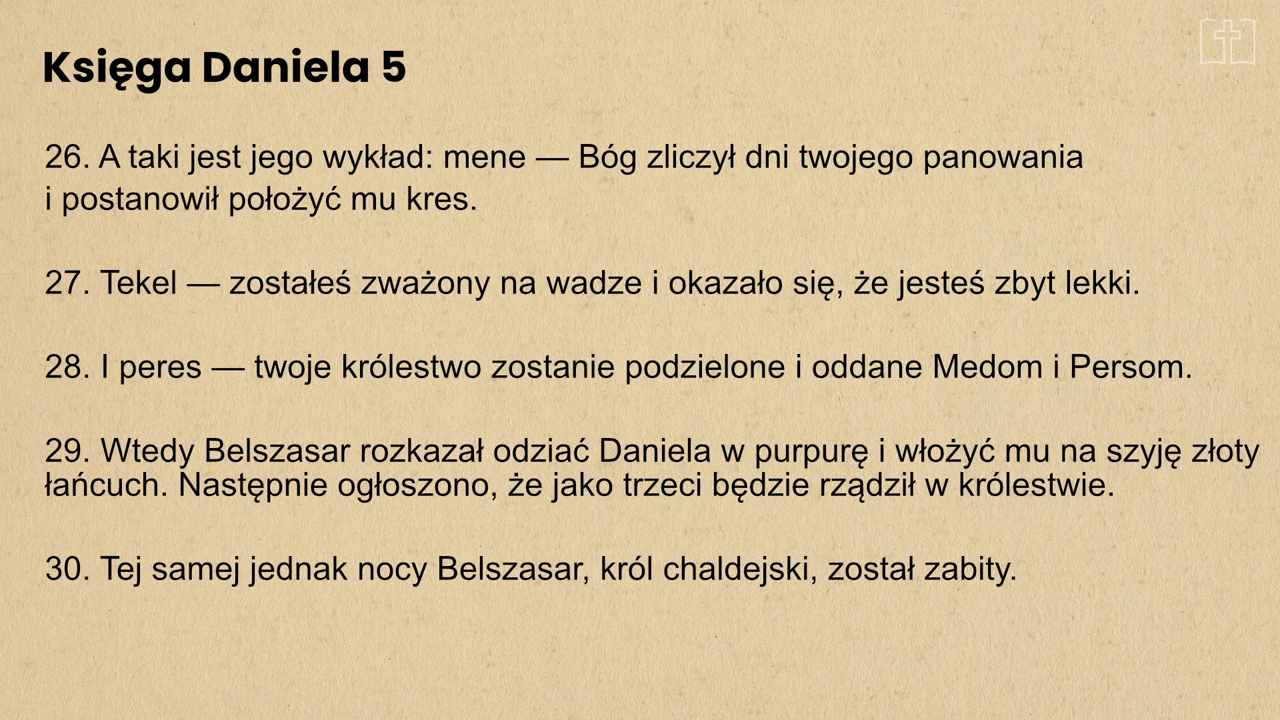 Księga Daniela 5
26. A taki jest jego wykład: mene — Bóg zliczył dni twojego panowania
i postanowił położyć mu kres.
27. Tekel — zostałeś zważony na wadze i okazało się, że jesteś zbyt lekki.
28. I peres — twoje królestwo zostanie podzielone i oddane Medom i Persom.
29. Wtedy Belszasar rozkazał odziać Daniela w purpurę i włożyć mu na szyję złoty
łańcuch. Następnie ogłoszono, że jako trzeci będzie rządził w królestwie.
30. Tej samej jednak nocy Belszasar, król chaldejski, został zabity.